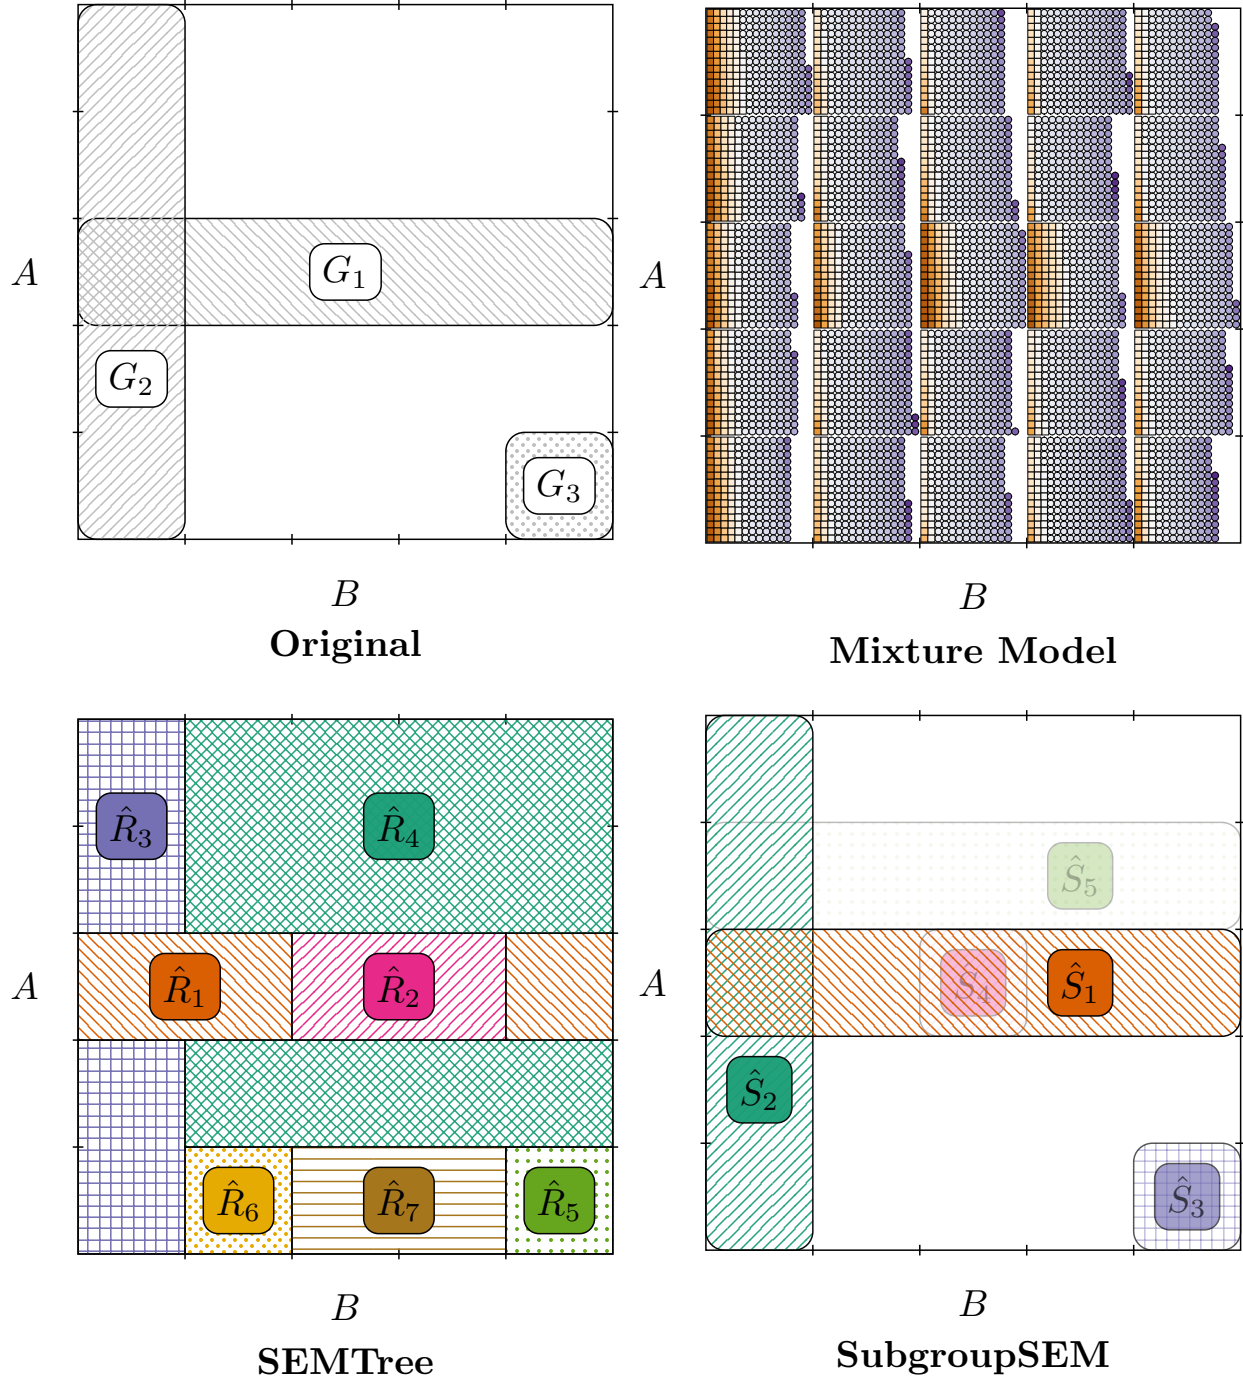 G₁
A
A
G₂
G₃
B
B
Original
Mixture Model
R̂₃
R̂₄
Ŝ₅
A
R̂₁
R̂₂
A
Ŝ₄
Ŝ₁
Ŝ₂
R̂₆
R̂₇
R̂₅
Ŝ₃
B
B
SEMTree
SubgroupSEM